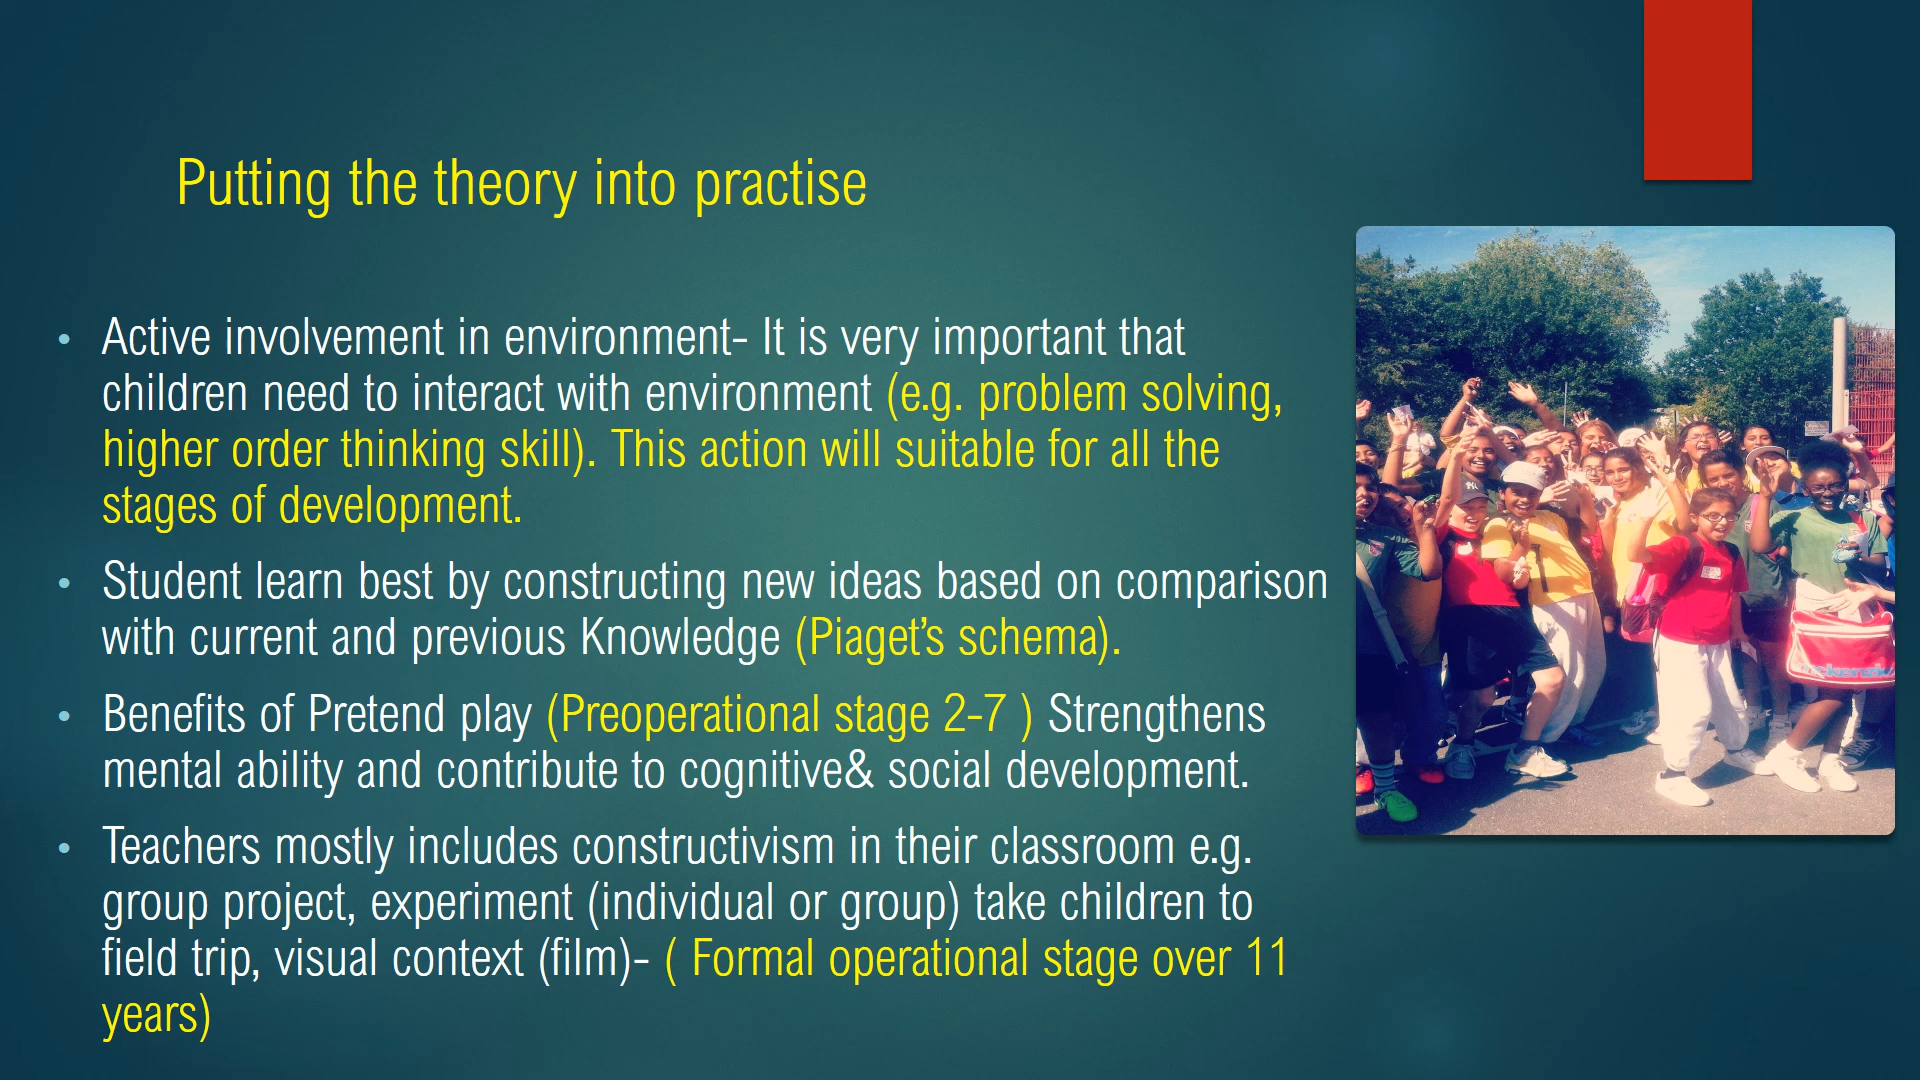 Putting the theory into practise
• Active involvement in environment- It is very important that
children need to interact with environment (e.g. problem solving,
higher order thinking skill). This action will suitable for all the
stages of development.
• Student learn best by constructing new ideas based on comparison
with current and previous Knowledge (Piaget’s schema).
• Benefits of Pretend play (Preoperational stage 2-7 ) Strengthens
mental ability and contribute to cognitive& social development.
• Teachers mostly includes constructivism in their classroom e.g.
group project, experiment (individual or group) take children to
field trip, visual context (film)- ( Formal operational stage over 11
years)